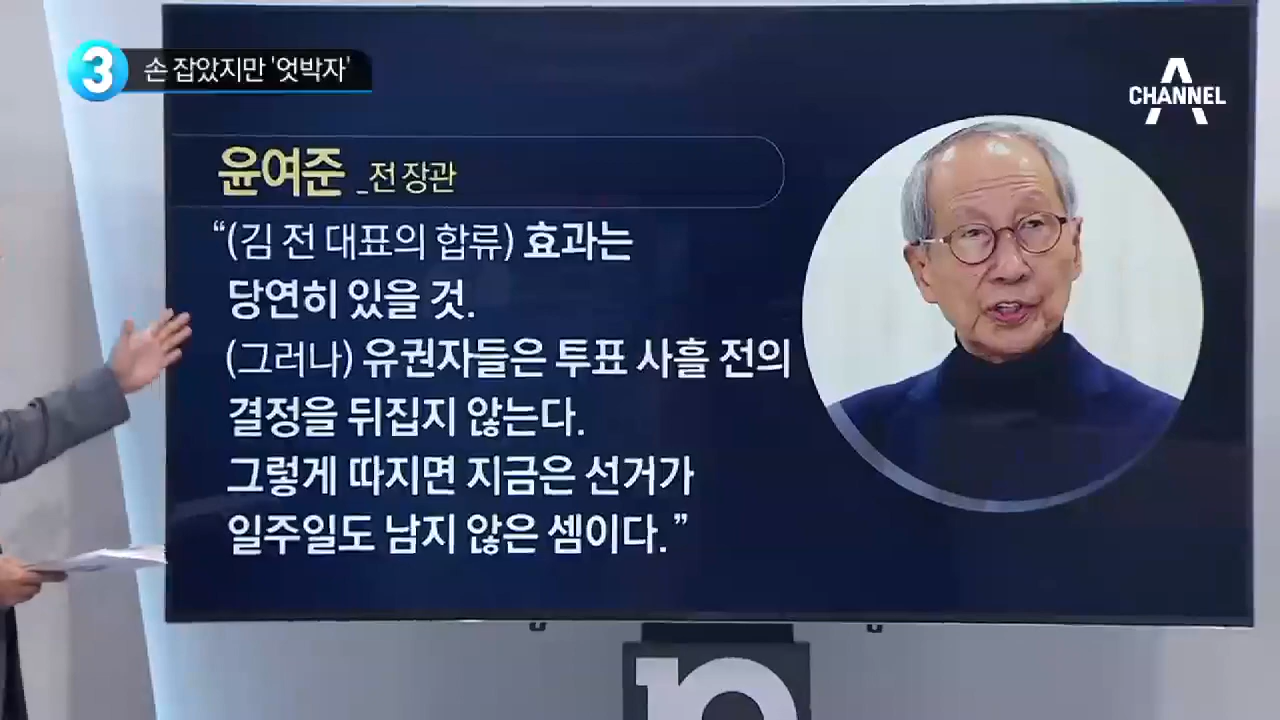 3 손 잡았지만 '엇박자'
CHANNEL A
윤여준 _전 장관
“(김 전 대표의 합류) 효과는
당연히 있을 것.
(그러나) 유권자들은 투표 사흘 전의
결정을 뒤집지 않는다.
그렇게 따지면 지금은 선거가
일주일도 남지 않은 셈이다.”